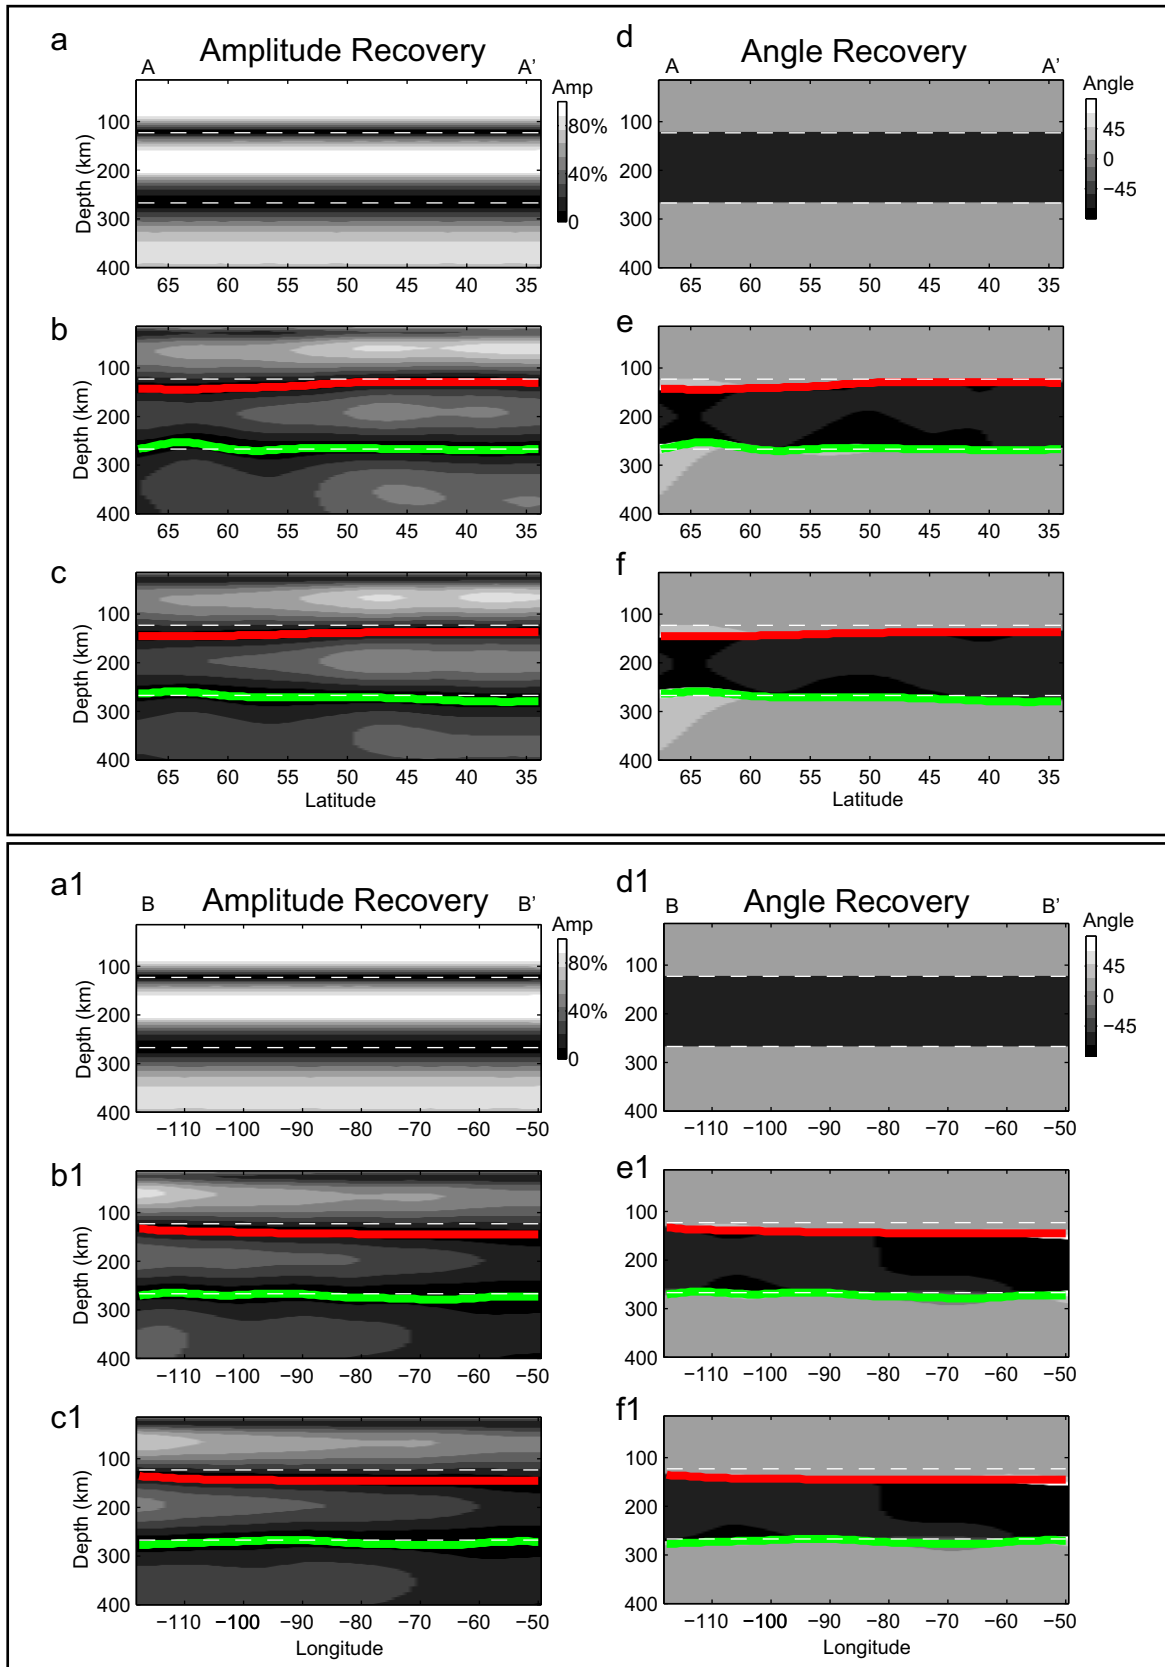 a
Amplitude Recovery
A
A’
Amp
80%
40%
0
Depth (km)
100
200
300
400
65 60 55 50 45 40 35
d
Angle Recovery
A
A’
Angle
45
0
−45
100
200
300
400
65 60 55 50 45 40 35
b
Depth (km)
100
200
300
400
65 60 55 50 45 40 35
e
100
200
300
400
65 60 55 50 45 40 35
c
Depth (km)
100
200
300
400
65 60 55 50 45 40 35
Latitude
f
100
200
300
400
65 60 55 50 45 40 35
Latitude
a1
Amplitude Recovery
B
B’
Amp
80%
40%
0
Depth (km)
100
200
300
400
−110 −100 −90 −80 −70 −60 −50
d1
Angle Recovery
B
B’
Angle
45
0
−45
100
200
300
400
−110 −100 −90 −80 −70 −60 −50
b1
Depth (km)
100
200
300
400
−110 −100 −90 −80 −70 −60 −50
e1
100
200
300
400
−110 −100 −90 −80 −70 −60 −50
c1
Depth (km)
100
200
300
400
−110 −100 −90 −80 −70 −60 −50
Longitude
f1
100
200
300
400
−110 −100 −90 −80 −70 −60 −50
Longitude